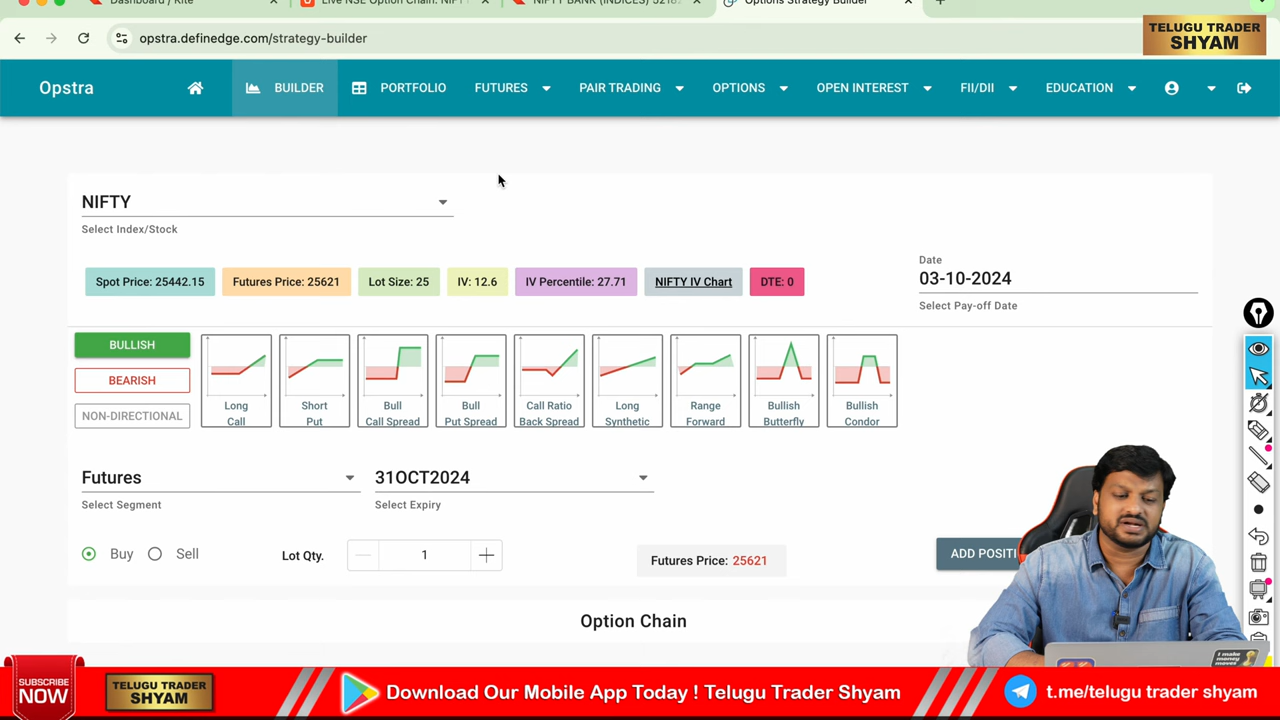 Dashboard / Kite
Live NSE Option Chain: NIFT
NIFTY BANK (INDICES) 5218
Options Strategy Builder
opstra.definedge.com/strategy-builder
TELUGU TRADER
SHYAM
Opstra
BUILDER
PORTFOLIO
FUTURES
PAIR TRADING
OPTIONS
OPEN INTEREST
FII/DII
EDUCATION
NIFTY
Select Index/Stock
Spot Price: 25442.15
Futures Price: 25621
Lot Size: 25
IV: 12.6
IV Percentile: 27.71
NIFTY IV Chart
DTE: 0
Date
03-10-2024
Select Pay-off Date
BULLISH
BEARISH
NON-DIRECTIONAL
Long
Call
Short
Put
Bull
Call Spread
Bull
Put Spread
Call Ratio
Back Spread
Long
Synthetic
Range
Forward
Bullish
Butterfly
Bullish
Condor
Futures
Select Segment
31OCT2024
Select Expiry
Buy
Sell
Lot Qty.
1
Futures Price: 25621
ADD POSITI
Option Chain
I make
money
moves
SUBSCRIBE
NOW
TELUGU TRADER
SHYAM
Download Our Mobile App Today ! Telugu Trader Shyam
t.me/telugu trader shyam